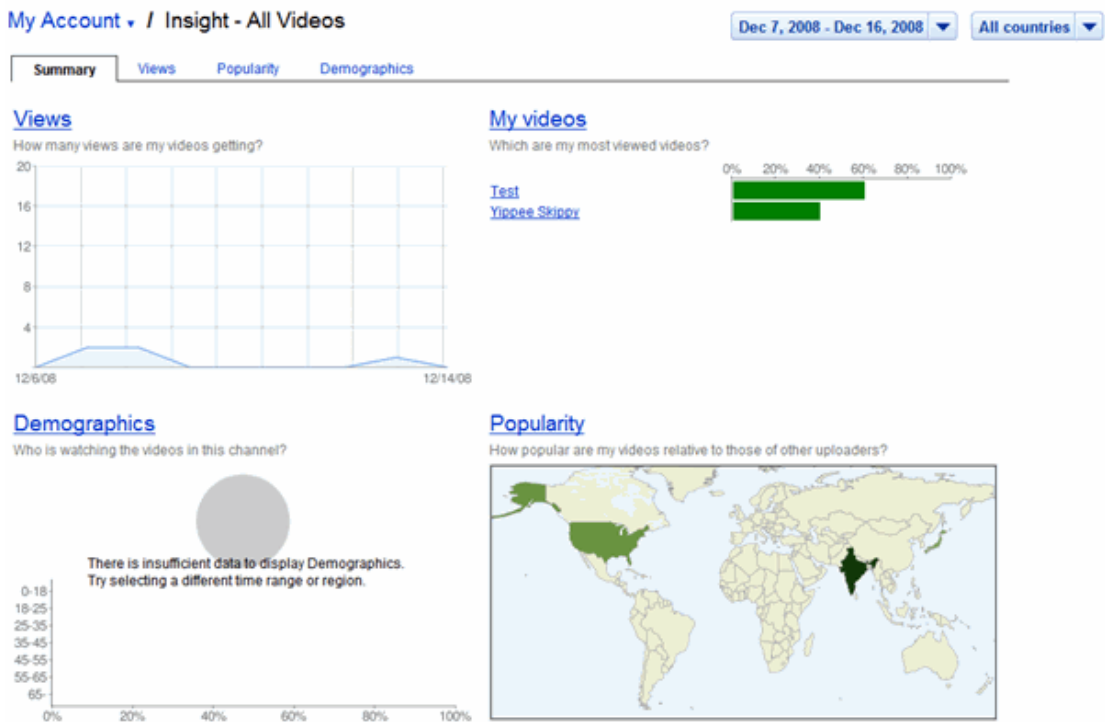 My Account / Insight - All Videos
Dec 7, 2008 - Dec 16, 2008
All countries
Summary Views Popularity Demographics
Views
How many views are my videos getting?
20
16
12
8
4
12/6/08 12/14/08
My videos
Which are my most viewed videos?
0% 20% 40% 60% 80% 100%
Test
Yippee Skippy
Demographics
Who is watching the videos in this channel?
There is insufficient data to display Demographics.
Try selecting a different time range or region.
0-18
18-25
25-35
35-45
45-55
55-65
65-
0% 20% 40% 60% 80% 100%
Popularity
How popular are my videos relative to those of other uploaders?